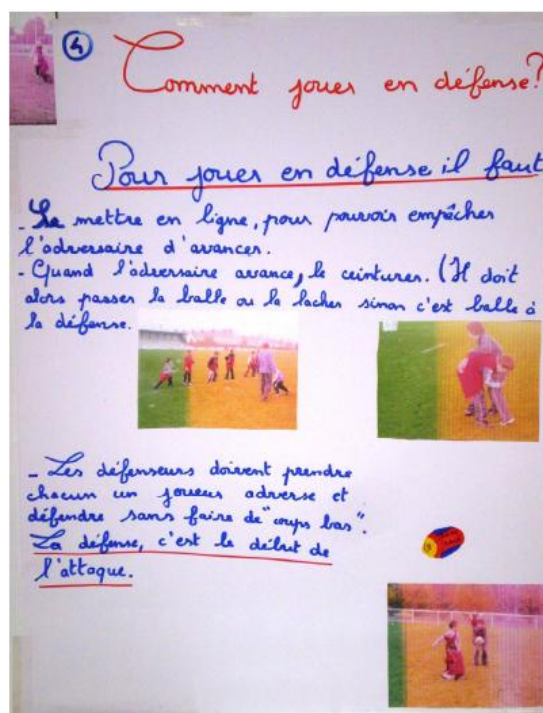 4
Comment jouer en défense?
Pour jouer en défense il faut
- Se mettre en ligne, pour pouvoir empêcher
l'adversaire d'avancer.
- Quand l'adversaire avance, le ceinturer. (Il doit
alors passer la balle ou la lacher sinon c'est balle à
la défense.
- Les défenseurs doivent prendre
chacun un joueur adverse et
défendre sans faire de "coups bas".
La défense, c'est le début de
l'attaque.